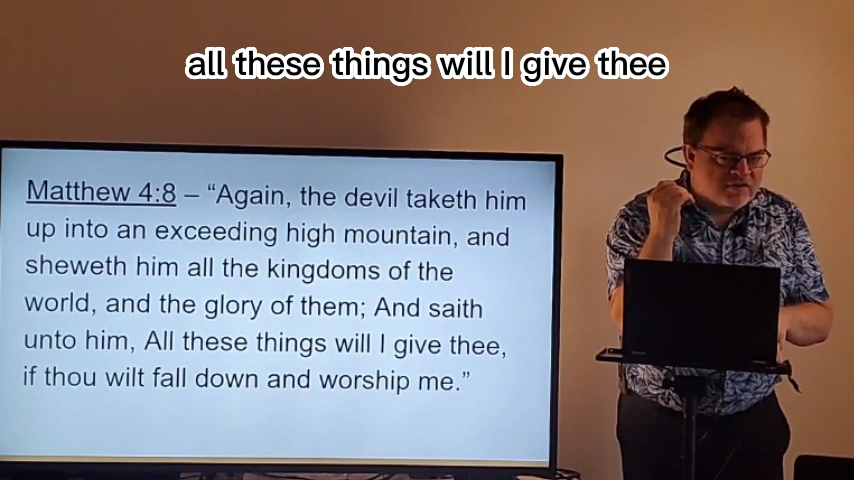 all these things will I give thee
Matthew 4:8 – “Again, the devil taketh him
up into an exceeding high mountain, and
sheweth him all the kingdoms of the
world, and the glory of them; And saith
unto him, All these things will I give thee,
if thou wilt fall down and worship me.”